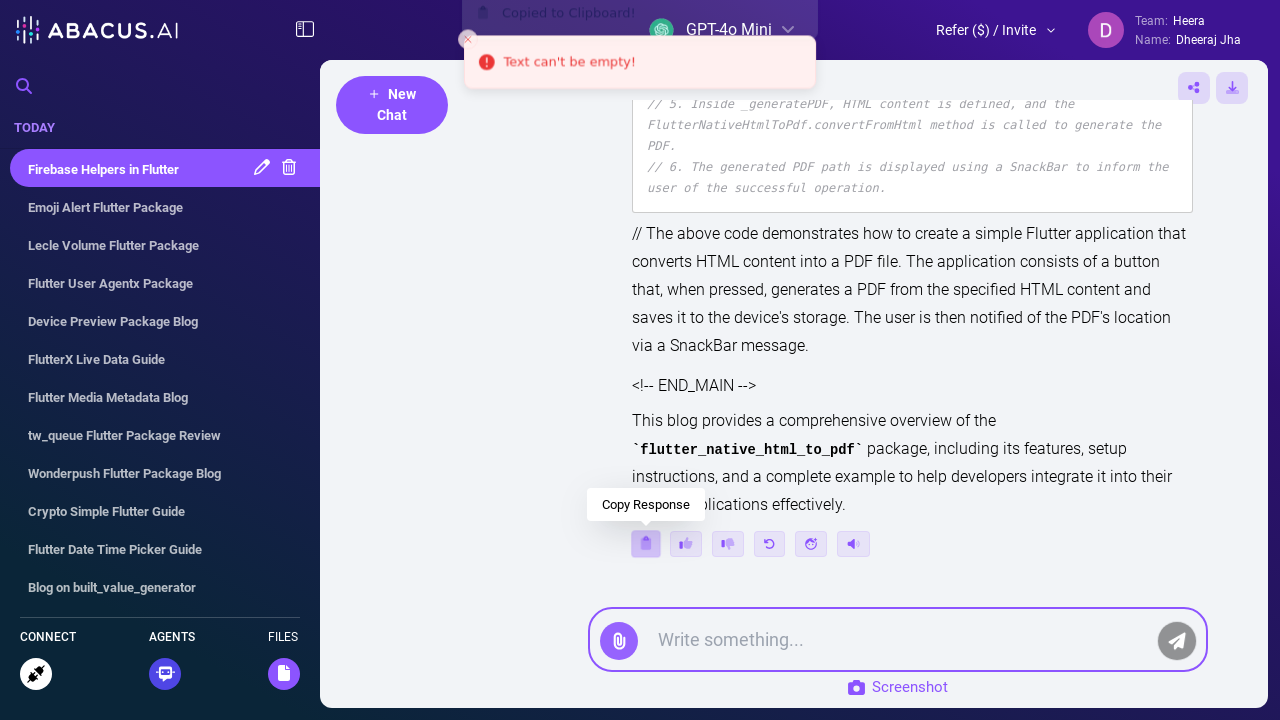 ABACUS.AI
Copied to Clipboard!
GPT-4o Mini
Text can't be empty!
Refer ($) / Invite
D
Team: Heera
Name: Dheeraj Jha
TODAY
Firebase Helpers in Flutter
Emoji Alert Flutter Package
Lecle Volume Flutter Package
Flutter User Agentx Package
Device Preview Package Blog
FlutterX Live Data Guide
Flutter Media Metadata Blog
tw_queue Flutter Package Review
Wonderpush Flutter Package Blog
Crypto Simple Flutter Guide
Flutter Date Time Picker Guide
Blog on built_value_generator
CONNECT
AGENTS
FILES
+ New
Chat
// 5. Inside _generatePDF, HTML content is defined, and the
FlutterNativeHtmlToPdf.convertFromHtml method is called to generate the
PDF.
// 6. The generated PDF path is displayed using a SnackBar to inform the
user of the successful operation.
// The above code demonstrates how to create a simple Flutter application that
converts HTML content into a PDF file. The application consists of a button
that, when pressed, generates a PDF from the specified HTML content and
saves it to the device's storage. The user is then notified of the PDF's location
via a SnackBar message.
<!-- END_MAIN -->
This blog provides a comprehensive overview of the
`flutter_native_html_to_pdf` package, including its features, setup
instructions, and a complete example to help developers integrate it into their
plications effectively.
Copy Response
Write something...
Screenshot